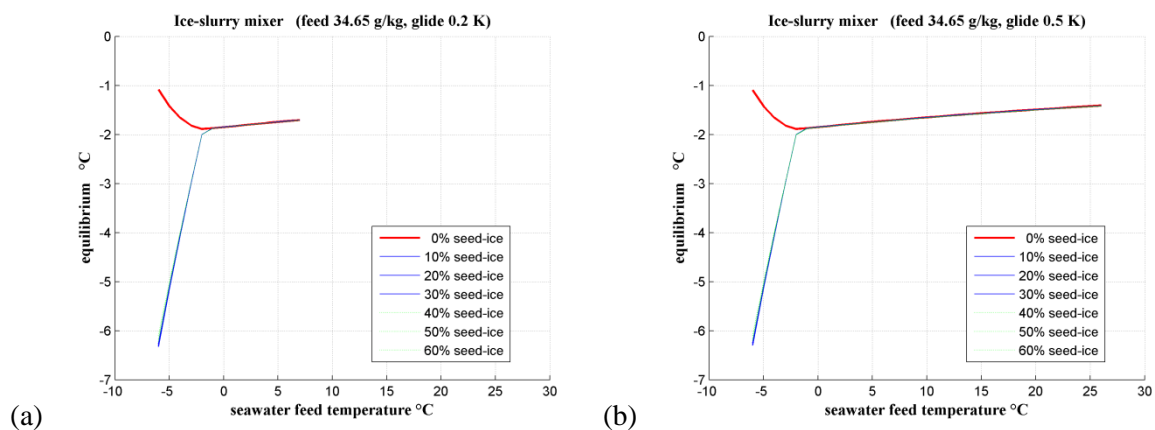 Ice-slurry mixer (feed 34.65 g/kg, glide 0.2 K)
0
-1
-2
-3
-4
-5
-6
-7
equilibrium °C
0% seed-ice
10% seed-ice
20% seed-ice
30% seed-ice
40% seed-ice
50% seed-ice
60% seed-ice
-10 -5 0 5 10 15 20 25 30
seawater feed temperature °C
(a)
Ice-slurry mixer (feed 34.65 g/kg, glide 0.5 K)
0
-1
-2
-3
-4
-5
-6
-7
equilibrium °C
0% seed-ice
10% seed-ice
20% seed-ice
30% seed-ice
40% seed-ice
50% seed-ice
60% seed-ice
-10 -5 0 5 10 15 20 25 30
seawater feed temperature °C
(b)